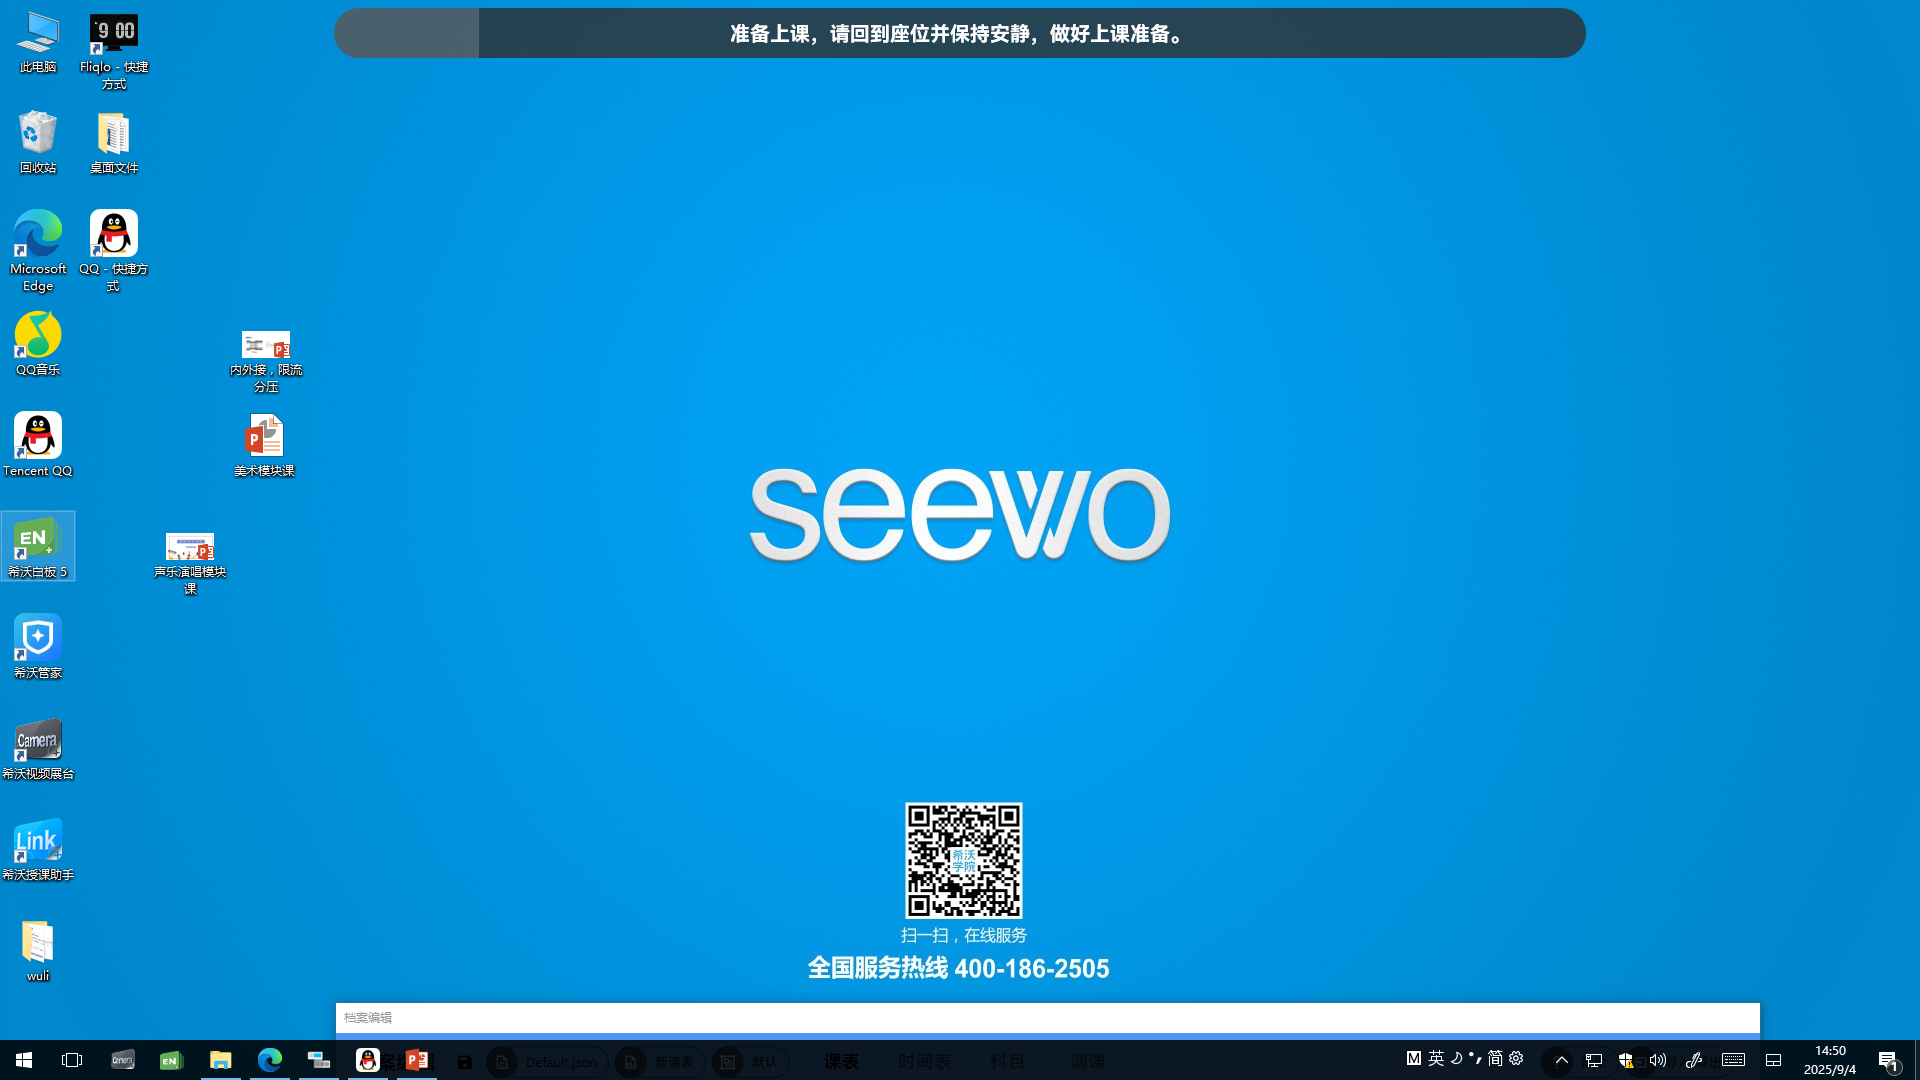 准备上课，请回到座位并保持安静，做好上课准备。
此电脑
Fliqlo - 快捷
方式
回收站
桌面文件
Microsoft
Edge
QQ - 快捷方
式
QQ音乐
内外接，限流
分压
Tencent QQ
美术模块课
希沃白板 5
声乐演唱模块
课
希沃管家
Camera
希沃视频展台
Link
希沃授课助手
wuli
seewo
希沃
学院
扫一扫，在线服务
全国服务热线 400-186-2505
档案编辑
案编辑
Default.json
新课表
默认
课表
时间表
科目
调课
英
简
14:50
2025/9/4
1